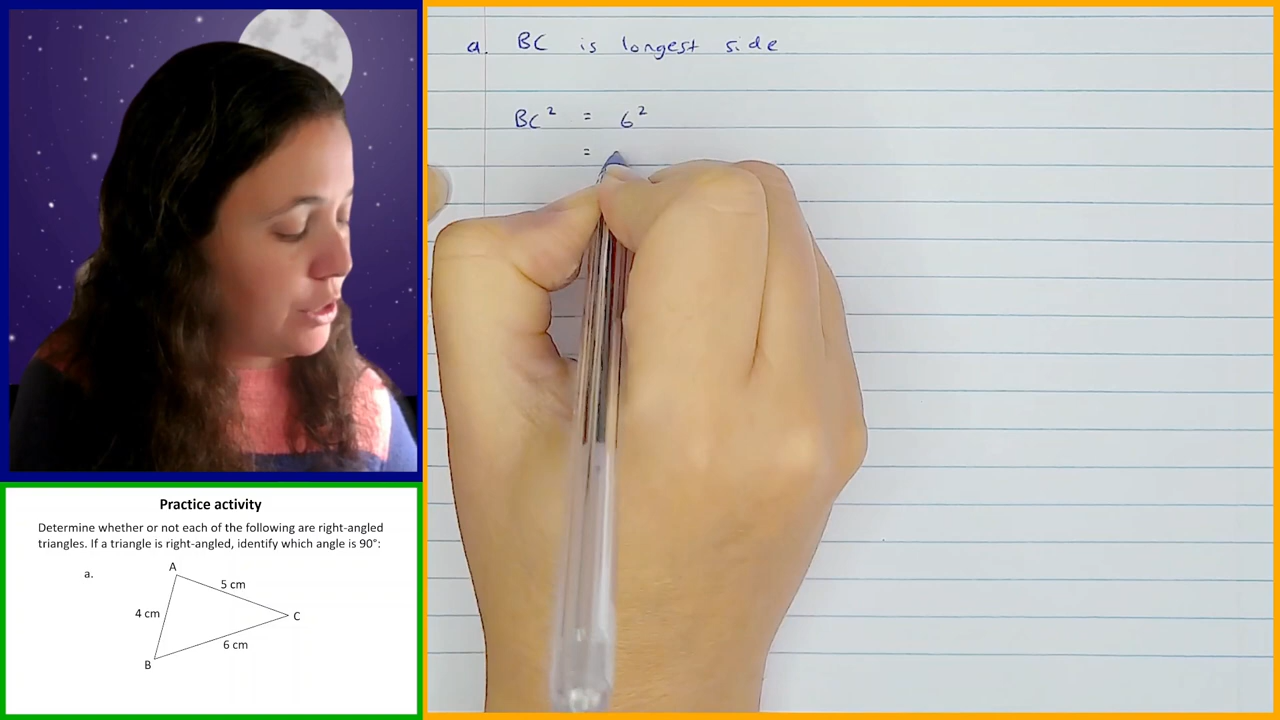 a. BC is longest side
BC² = 6²
=
Practice activity
Determine whether or not each of the following are right-angled
triangles. If a triangle is right-angled, identify which angle is 90°:
a.
A
5 cm
4 cm
C
6 cm
B